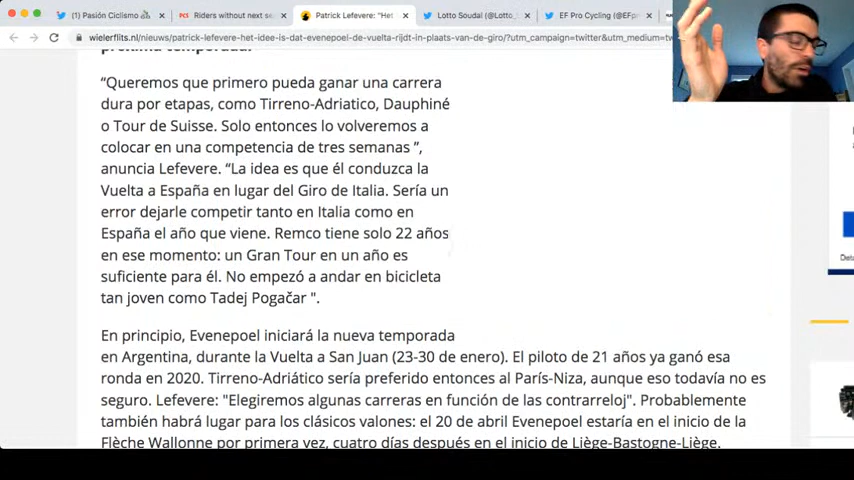 (1) Pasión Ciclismo
PCS Riders without next se
Patrick Lefevere: "Het
Lotto Soudal (@Lotto_
EF Pro Cycling (@EFpr
wielerflits.nl/nieuws/patrick-lefevere-het-idee-is-dat-evenepoel-de-vuelta-rijdt-in-plaats-van-de-giro/?utm_campaign=twitter&utm_medium=tw
próxima temporada.
“Queremos que primero pueda ganar una carrera
dura por etapas, como Tirreno-Adriatico, Dauphiné
o Tour de Suisse. Solo entonces lo volveremos a
colocar en una competencia de tres semanas ”,
anuncia Lefevere. “La idea es que él conduzca la
Vuelta a España en lugar del Giro de Italia. Sería un
error dejarle competir tanto en Italia como en
España el año que viene. Remco tiene solo 22 años
en ese momento: un Gran Tour en un año es
suficiente para él. No empezó a andar en bicicleta
tan joven como Tadej Pogačar ".
En principio, Evenepoel iniciará la nueva temporada
en Argentina, durante la Vuelta a San Juan (23-30 de enero). El piloto de 21 años ya ganó esa
ronda en 2020. Tirreno-Adriático sería preferido entonces al París-Niza, aunque eso todavía no es
seguro. Lefevere: "Elegiremos algunas carreras en función de las contrarreloj". Probablemente
también habrá lugar para los clásicos valones: el 20 de abril Evenepoel estaría en el inicio de la
Flèche Wallonne por primera vez, cuatro días después en el inicio de Liège-Bastogne-Liège.
Deta